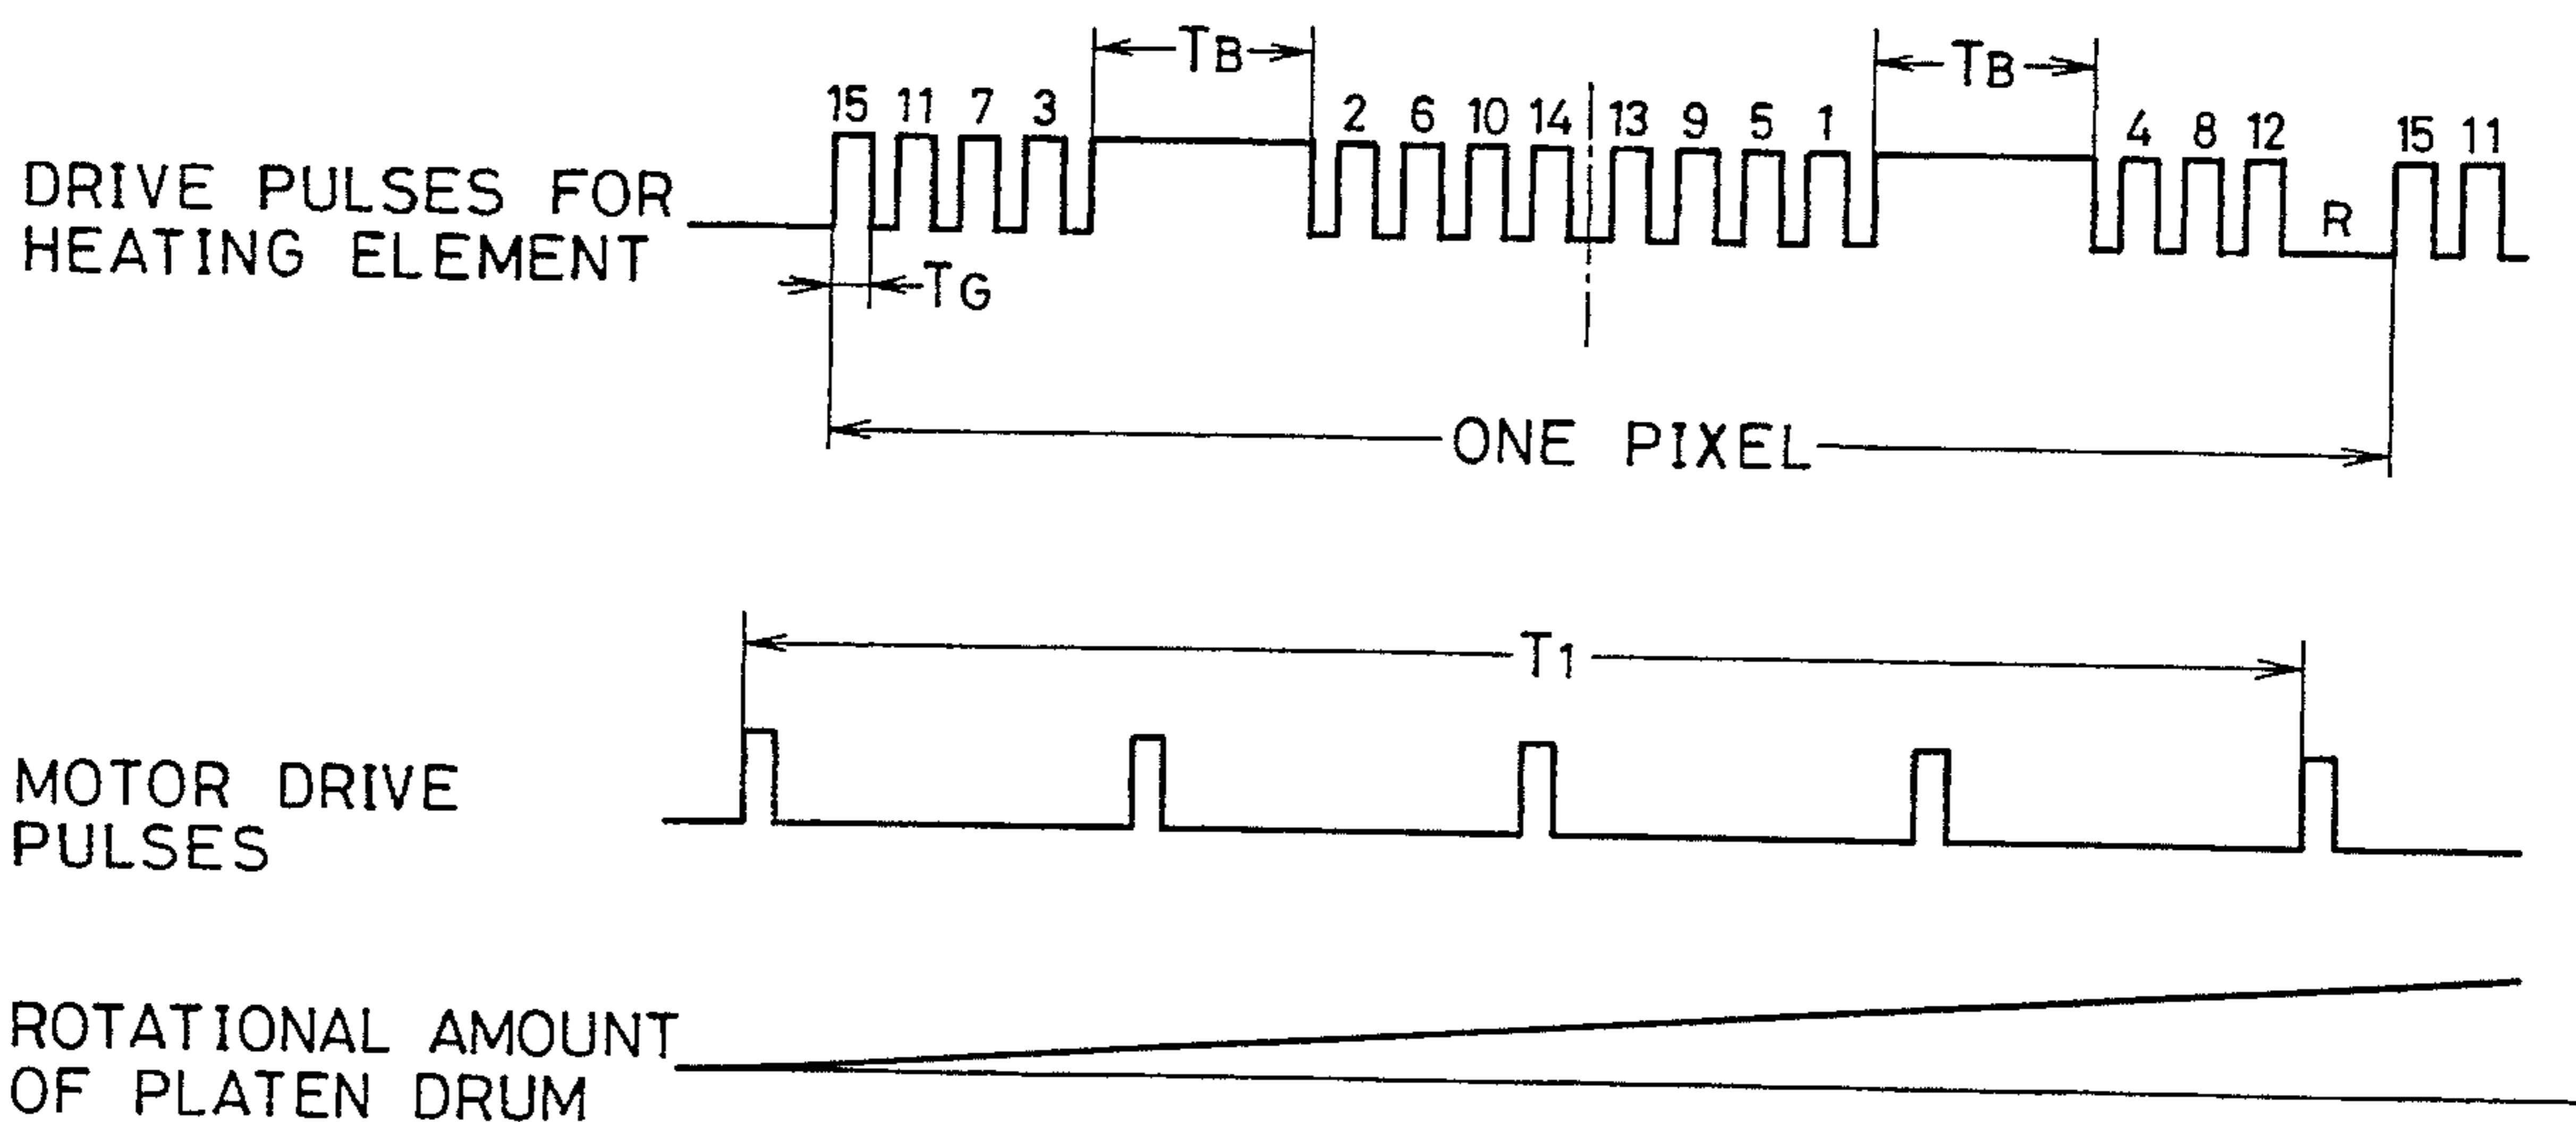 TB TB
15 11 7 3 2 6 10 14 13 9 5 1 4 8 12 15 11
DRIVE PULSES FOR
HEATING ELEMENT
R
TG
ONE PIXEL
T1
MOTOR DRIVE
PULSES
ROTATIONAL AMOUNT
OF PLATEN DRUM